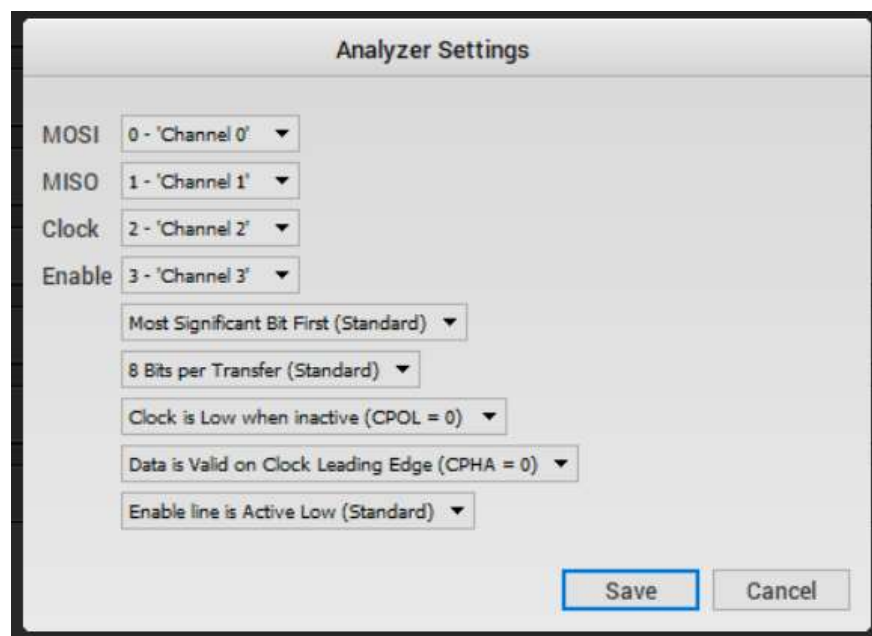 Analyzer Settings
MOSI 0 - 'Channel 0'
MISO 1 - 'Channel 1'
Clock 2 - 'Channel 2'
Enable 3 - 'Channel 3'
Most Significant Bit First (Standard)
8 Bits per Transfer (Standard)
Clock is Low when inactive (CPOL = 0)
Data is Valid on Clock Leading Edge (CPHA = 0)
Enable line is Active Low (Standard)
Save Cancel